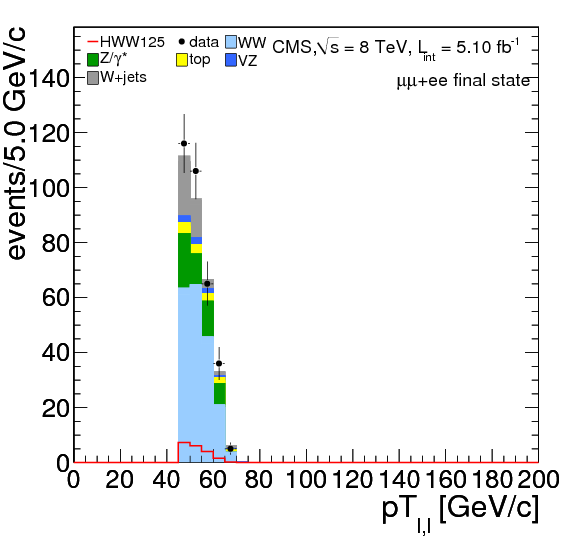 HWW125 data WW CMS,√s = 8 TeV, L_int = 5.10 fb⁻¹
Z/γ* top VZ
W+jets μμ+ee final state
events/5.0 GeV/c
140
120
100
80
60
40
20
0
0 20 40 60 80 100 120 140 160 180 200
pT_l,l [GeV/c]